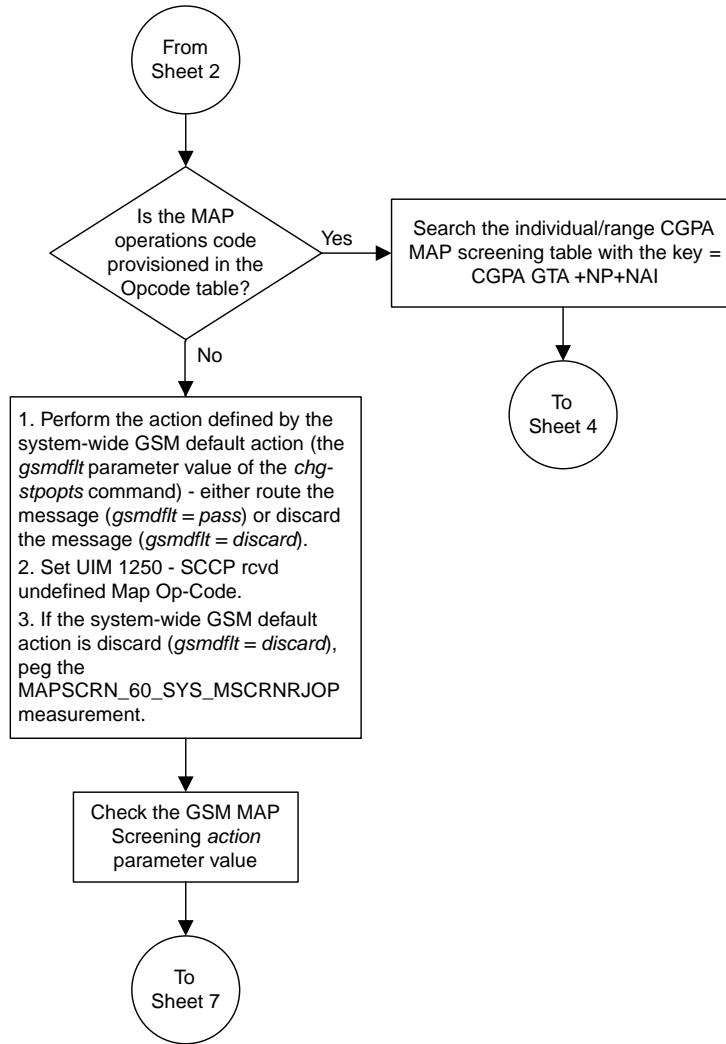 From
Sheet 2
Is the MAP
operations code
provisioned in the
Opcode table?
Yes
Search the individual/range CGPA
MAP screening table with the key =
CGPA GTA +NP+NAI
To
Sheet 4
No
1. Perform the action defined by the
system-wide GSM default action (the
gsmdflt parameter value of the chg-
stpopts command) - either route the
message (gsmdflt = pass) or discard
the message (gsmdflt = discard).
2. Set UIM 1250 - SCCP rcvd
undefined Map Op-Code.
3. If the system-wide GSM default
action is discard (gsmdflt = discard),
peg the
MAPSCRN_60_SYS_MSCRNRJOP
measurement.
Check the GSM MAP
Screening action
parameter value
To
Sheet 7